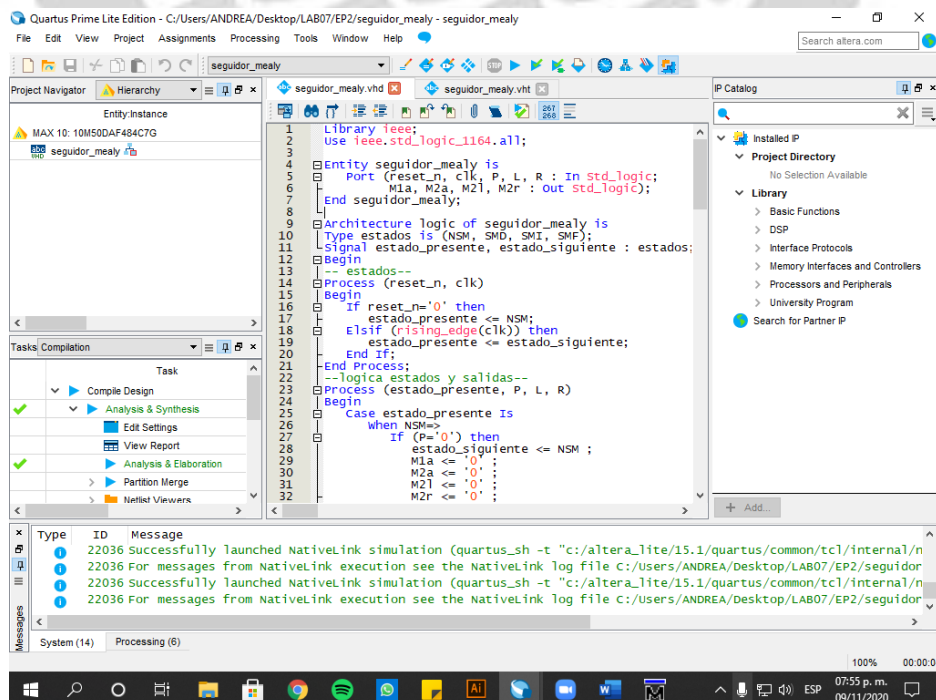 Quartus Prime Lite Edition - C:/Users/ANDREA/Desktop/LAB07/EP2/seguidor_mealy - seguidor_mealy
File Edit View Project Assignments Processing Tools Window Help
Search altera.com
seguidor_mealy
Project Navigator Hierarchy
Entity:Instance
MAX 10: 10M50DAF484C7G
seguidor_mealy
seguidor_mealy.vhd seguidor_mealy.vht
267
268
1 Library ieee;
2 Use ieee.std_logic_1164.all;
3
4 Entity seguidor_mealy is
5 Port (reset_n, clk, P, L, R : In Std_logic;
6 M1a, M2a, M2l, M2r : Out Std_logic);
7 End seguidor_mealy;
8
9 Architecture logic of seguidor_mealy is
10 Type estados is (NSM, SMD, SMI, SMF);
11 Signal estado_presente, estado_siguiente : estados;
12 Begin
13 -- estados--
14 Process (reset_n, clk)
15 Begin
16 If reset_n='0' then
17 estado_presente <= NSM;
18 Elsif (rising_edge(clk)) then
19 estado_presente <= estado_siguiente;
20 End If;
21 End Process;
22 --logica estados y salidas--
23 Process (estado_presente, P, L, R)
24 Begin
25 Case estado_presente Is
26 when NSM=>
27 If (P='0') then
28 estado_siguiente <= NSM ;
29 M1a <= '0' ;
30 M2a <= '0' ;
31 M2l <= '0' ;
32 M2r <= '0' ;
IP Catalog
Installed IP
Project Directory
No Selection Available
Library
Basic Functions
DSP
Interface Protocols
Memory Interfaces and Controllers
Processors and Peripherals
University Program
Search for Partner IP
+ Add...
Tasks Compilation
Task
Compile Design
Analysis & Synthesis
Edit Settings
View Report
Analysis & Elaboration
Partition Merge
Netlist Viewers
Type ID Message
22036 Successfully launched NativeLink simulation (quartus_sh -t "c:/altera_lite/15.1/quartus/common/tcl/internal/n
22036 For messages from NativeLink execution see the NativeLink log file C:/Users/ANDREA/Desktop/LAB07/EP2/seguidor
22036 Successfully launched NativeLink simulation (quartus_sh -t "c:/altera_lite/15.1/quartus/common/tcl/internal/n
22036 For messages from NativeLink execution see the NativeLink log file C:/Users/ANDREA/Desktop/LAB07/EP2/seguidor
Messages
System (14) Processing (6)
100% 00:00:0
Ai
ESP
07:55 p. m.
09/11/2020